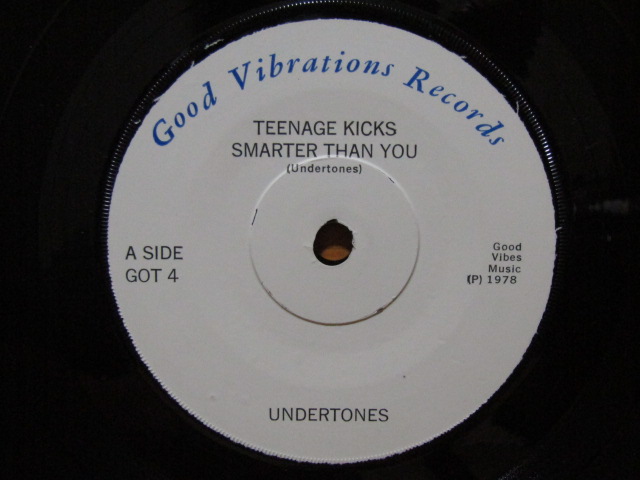 Good Vibrations Records
TEENAGE KICKS
SMARTER THAN YOU
(Undertones)
A SIDE
GOT 4
Good
Vibes
Music
(P) 1978
UNDERTONES